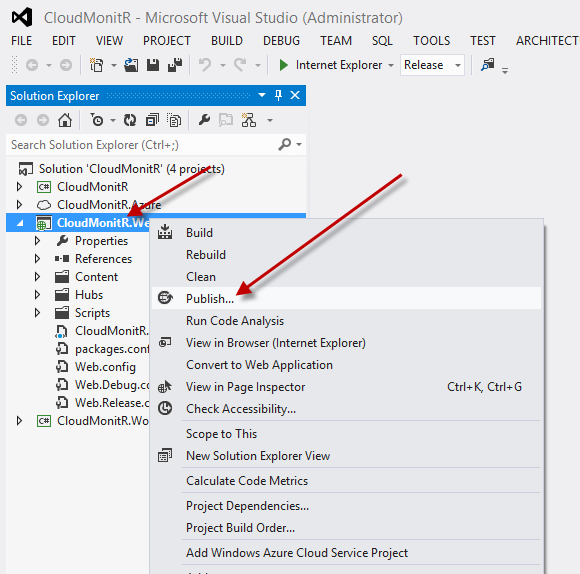 CloudMonitR - Microsoft Visual Studio (Administrator)
FILE EDIT VIEW PROJECT BUILD DEBUG TEAM SQL TOOLS TEST ARCHITECT
Internet Explorer Release
Solution Explorer
Search Solution Explorer (Ctrl+;)
Solution 'CloudMonitR' (4 projects)
CloudMonitR
CloudMonitR.Azure
CloudMonitR.We
Properties
References
Content
Hubs
Scripts
CloudMonitR.
packages.conf
Web.config
Web.Debug.co
Web.Release.c
CloudMonitR.Wo
Build
Rebuild
Clean
Publish...
Run Code Analysis
View in Browser (Internet Explorer)
Convert to Web Application
View in Page Inspector Ctrl+K, Ctrl+G
Check Accessibility...
Scope to This
New Solution Explorer View
Calculate Code Metrics
Project Dependencies...
Project Build Order...
Add Windows Azure Cloud Service Project